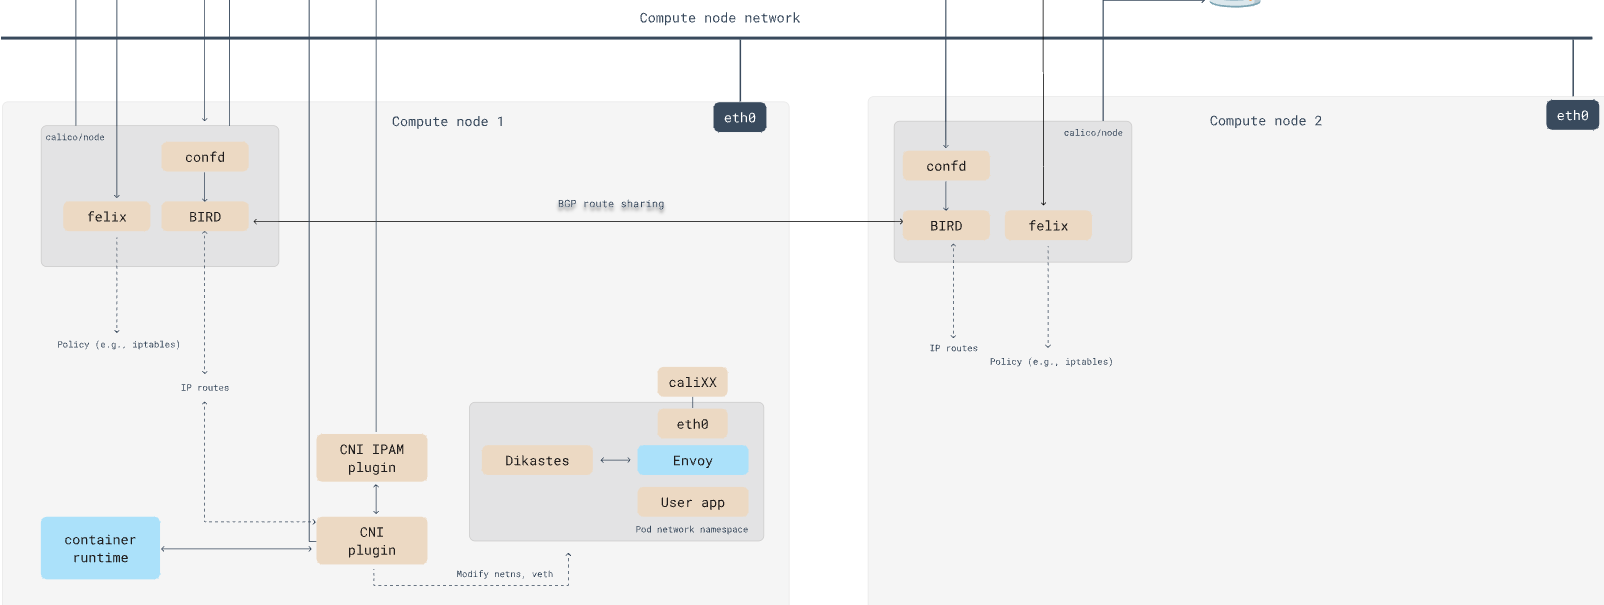 Compute node network
Compute node 1
eth0
calico/node
confd
felix
BIRD
Policy (e.g., iptables)
IP routes
BGP route sharing
CNI IPAM
plugin
CNI
plugin
container
runtime
Modify netns, veth
caliXX
eth0
Dikastes
Envoy
User app
Pod network namespace
Compute node 2
eth0
calico/node
confd
BIRD
felix
IP routes
Policy (e.g., iptables)